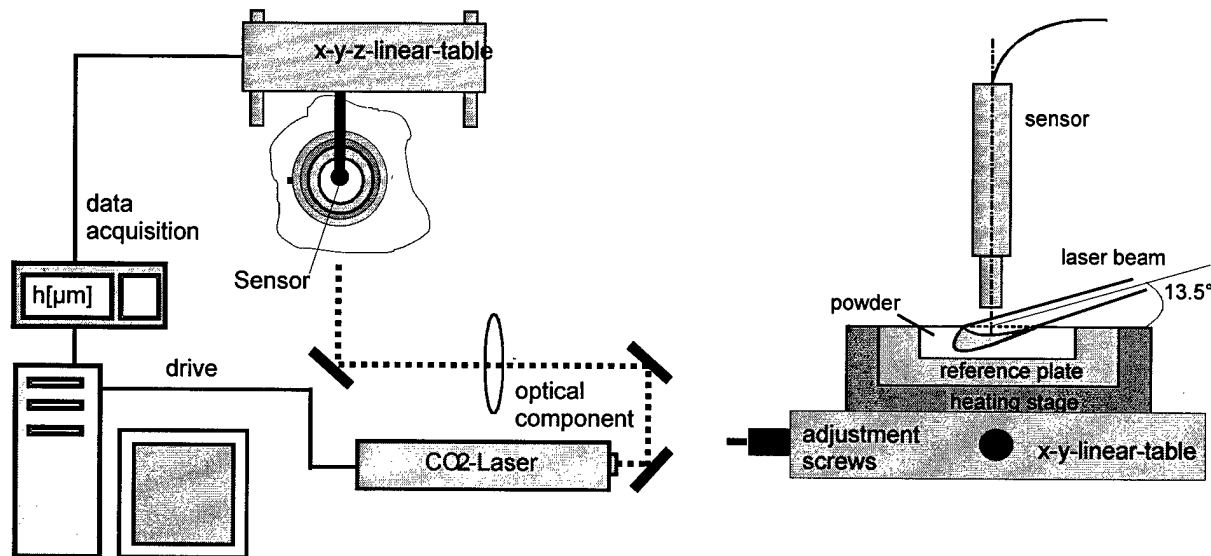 x-y-z-linear-table
data
acquisition
Sensor
h[µm]
drive
optical
component
CO2-Laser
sensor
laser beam
13.5°
powder
reference plate
heating stage
adjustment
screws
x-y-linear-table